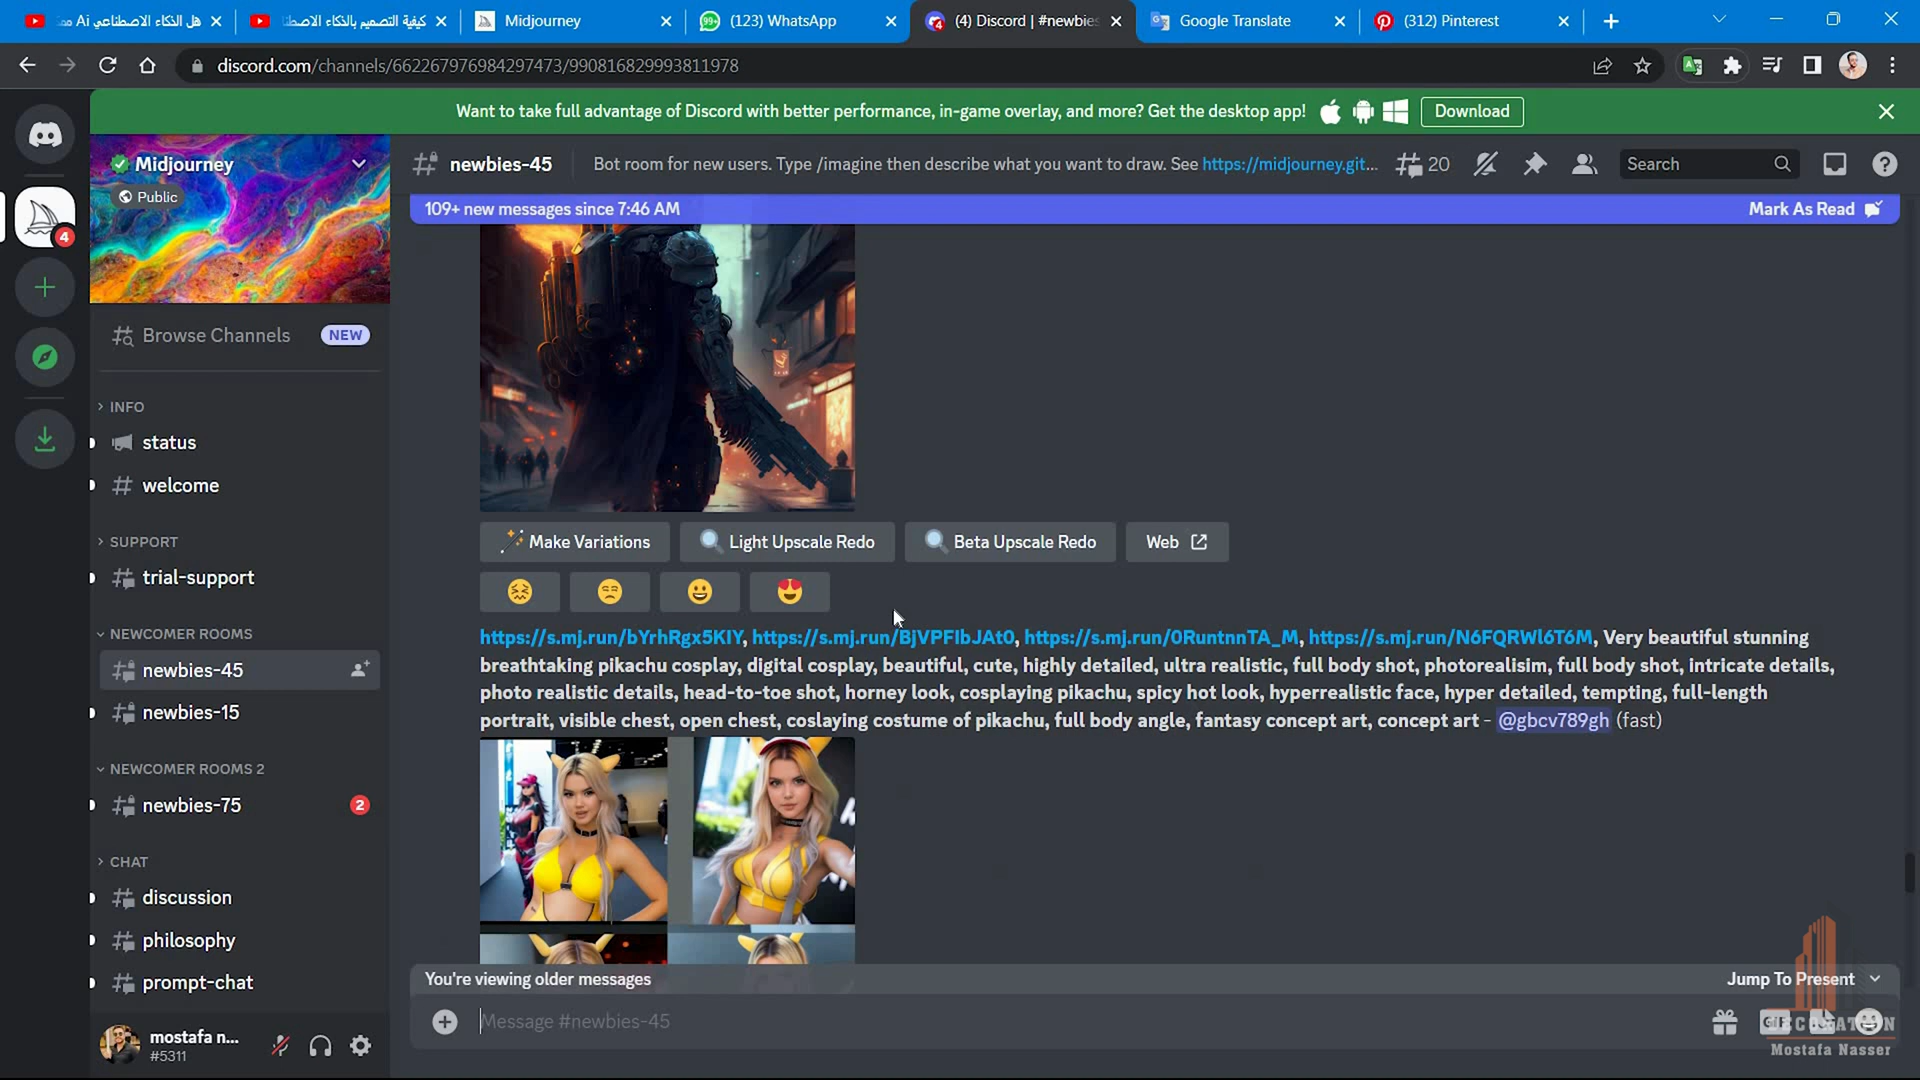 هل الذكاء الاصطناعي Ai مص
كيفية التصميم بالذكاء الاصطنا
Midjourney
(123) WhatsApp
(4) Discord | #newbies
Google Translate
(312) Pinterest
discord.com/channels/662267976984297473/990816829993811978
Want to take full advantage of Discord with better performance, in-game overlay, and more? Get the desktop app!
Download
Midjourney
Public
newbies-45
Bot room for new users. Type /imagine then describe what you want to draw. See https://midjourney.git...
20
Search
109+ new messages since 7:46 AM
Mark As Read
4
Browse Channels
NEW
INFO
status
welcome
SUPPORT
trial-support
NEWCOMER ROOMS
newbies-45
newbies-15
NEWCOMER ROOMS 2
newbies-75
2
CHAT
discussion
philosophy
prompt-chat
mostafa n...
#5311
Make Variations
Light Upscale Redo
Beta Upscale Redo
Web
https://s.mj.run/bYrhRgx5KIY, https://s.mj.run/BjVPFIbJAt0, https://s.mj.run/0RuntnnTA_M, https://s.mj.run/N6FQRWl6T6M, Very beautiful stunning
breathtaking pikachu cosplay, digital cosplay, beautiful, cute, highly detailed, ultra realistic, full body shot, photorealisim, full body shot, intricate details,
photo realistic details, head-to-toe shot, horney look, cosplaying pikachu, spicy hot look, hyperrealistic face, hyper detailed, tempting, full-length
portrait, visible chest, open chest, coslaying costume of pikachu, full body angle, fantasy concept art, concept art - @gbcv789gh (fast)
You're viewing older messages
Jump To Present
Message #newbies-45
Mostafa Nasser